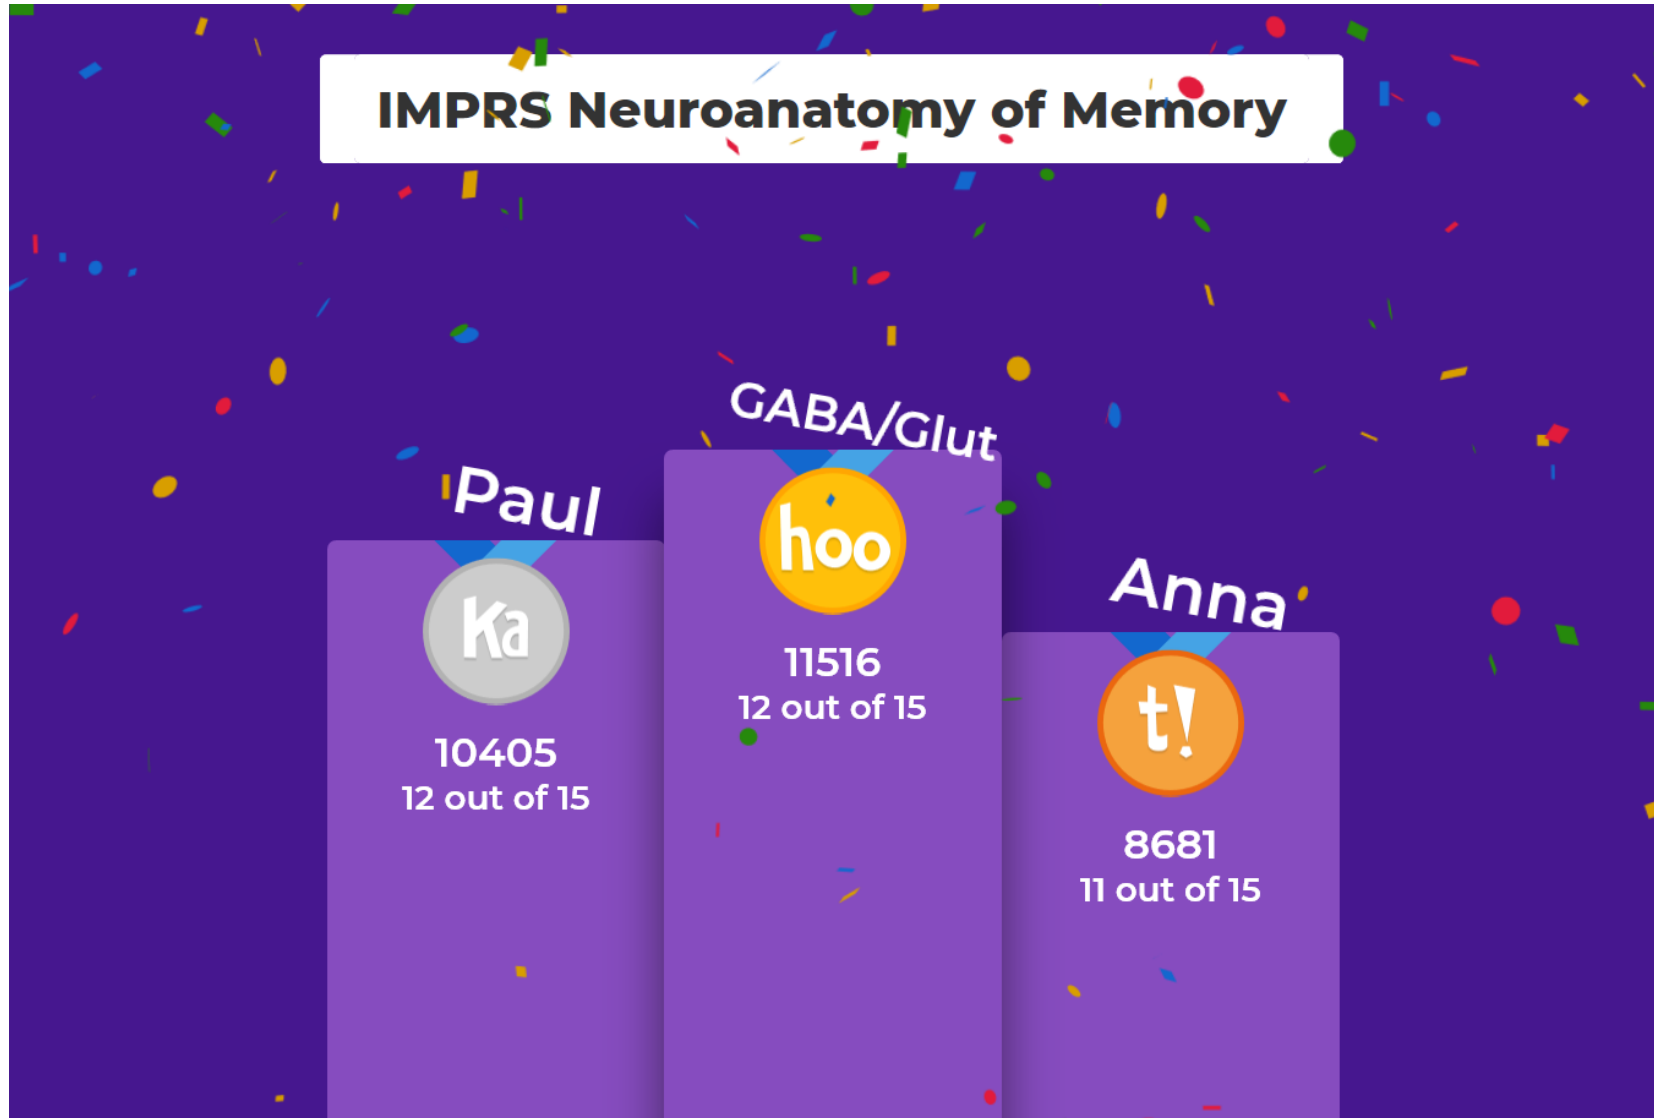 IMPRS Neuroanatomy of Memory
GABA/Glut
hoo
11516
12 out of 15
Paul
Ka
10405
12 out of 15
Anna
t!
8681
11 out of 15